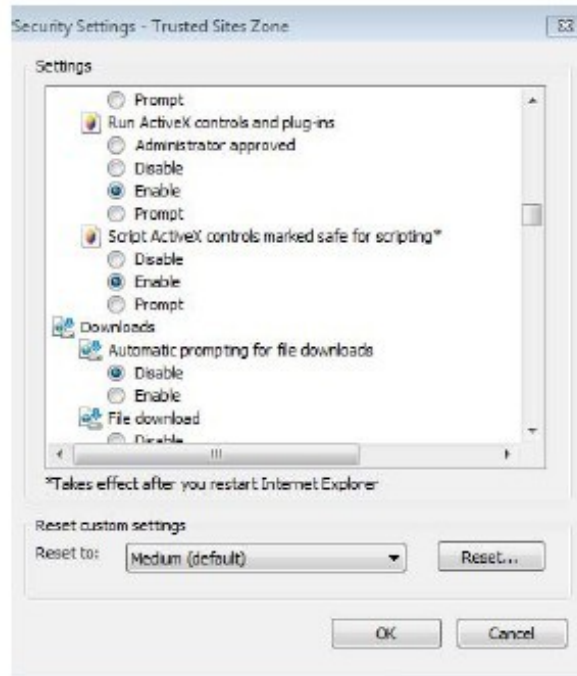 Security Settings - Trusted Sites Zone
Settings
Prompt
Run ActiveX controls and plug-ins
Administrator approved
Disable
Enable
Prompt
Script ActiveX controls marked safe for scripting*
Disable
Enable
Prompt
Downloads
Automatic prompting for file downloads
Disable
Enable
File download
Disable
*Takes effect after you restart Internet Explorer
Reset custom settings
Reset to: Medium (default) Reset...
OK Cancel